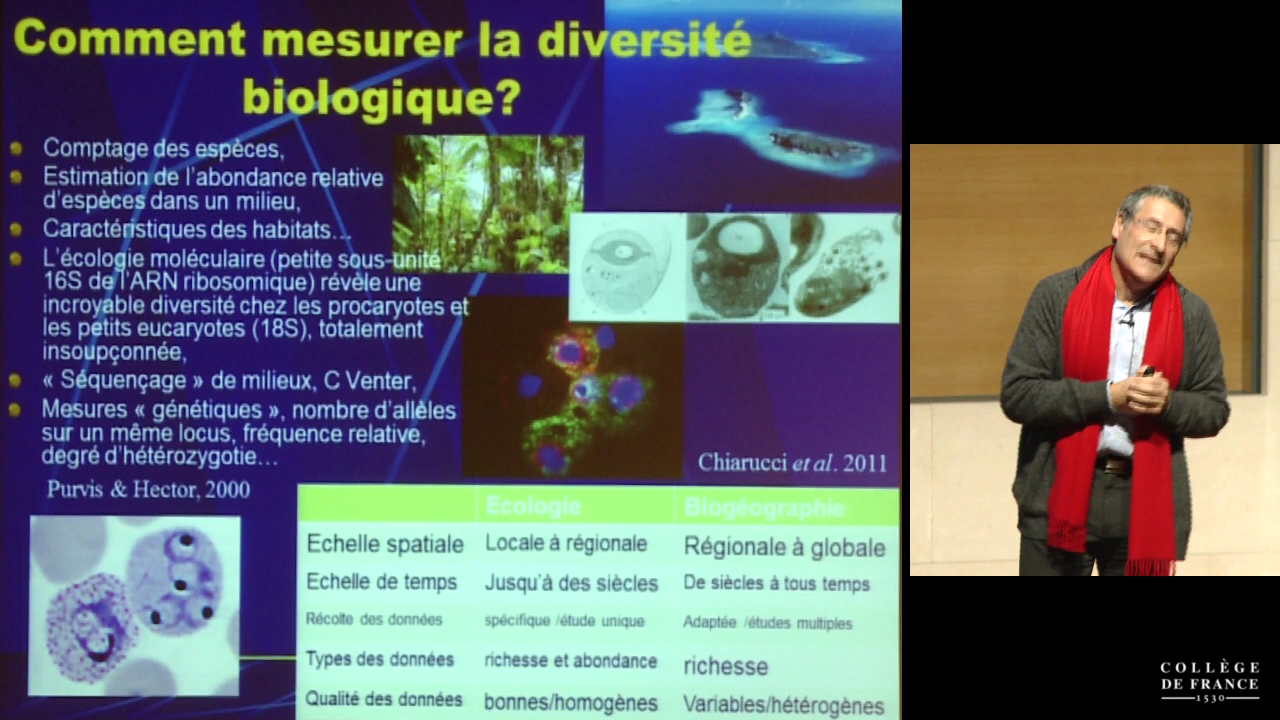 Comment mesurer la diversité
biologique?
Comptage des espèces,
Estimation de l'abondance relative
d'espèces dans un milieu,
Caractéristiques des habitats…
L'écologie moléculaire (petite sous-unité
16S de l'ARN ribosomique) révèle une
incroyable diversité chez les procaryotes et
les petits eucaryotes (18S), totalement
insoupçonnée,
« Séquençage » de milieux, C Venter,
Mesures « génétiques », nombre d'allèles
sur un même locus, fréquence relative,
degré d'hétérozygotie…
Purvis & Hector, 2000
Chiarucci et al. 2011
Ecologie Biogéographie
Echelle spatiale Locale à régionale Régionale à globale
Echelle de temps Jusqu'à des siècles De siècles à tous temps
Récolte des données spécifique /étude unique Adaptée /études multiples
Types des données richesse et abondance richesse
Qualité des données bonnes/homogènes Variables/hétérogènes
COLLÈGE
DE FRANCE
1530